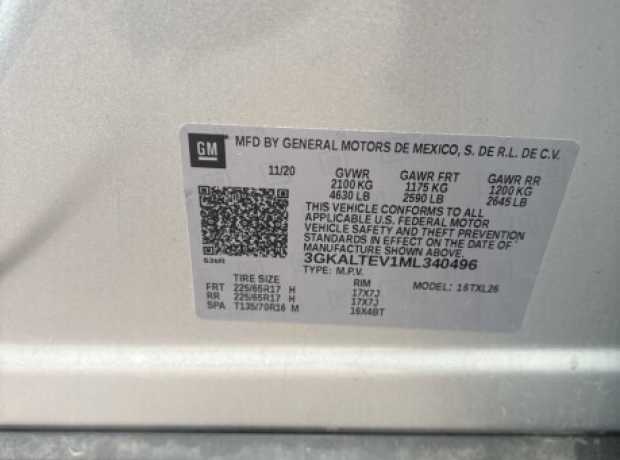 GM MFD BY GENERAL MOTORS DE MEXICO, S. DE R.L. DE C.V.
11/20 GVWR GAWR FRT GAWR RR
2100 KG 1175 KG 1200 KG
4630 LB 2590 LB 2645 LB
THIS VEHICLE CONFORMS TO ALL
APPLICABLE U.S. FEDERAL MOTOR
VEHICLE SAFETY AND THEFT PREVENTION
STANDARDS IN EFFECT ON THE DATE OF
MANUFACTURE SHOWN ABOVE.
3GKALTEV1ML340496
TYPE: M.P.V. MODEL: 1STXL26
TIRE SIZE RIM
FRT 225/65R17 H 17X7J
RR 225/65R17 H 17X7J
SPA T135/70R16 M 16X4BT